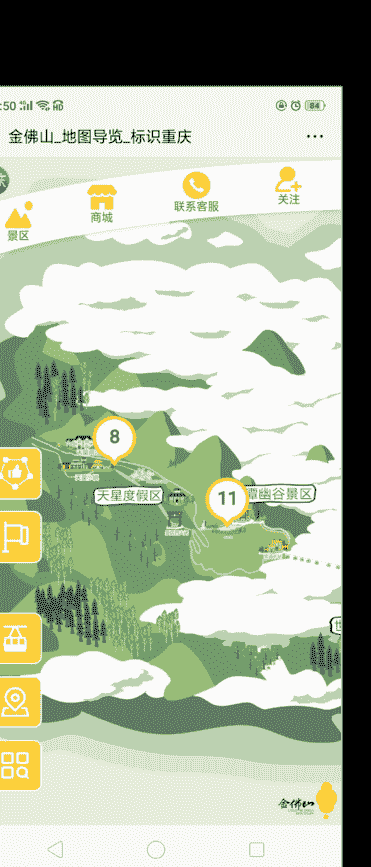 :50
84
金佛山_地图导览_标识重庆
景区
商城
联系客服
关注
8
天星度假区
11
潭幽谷景区
金佛山